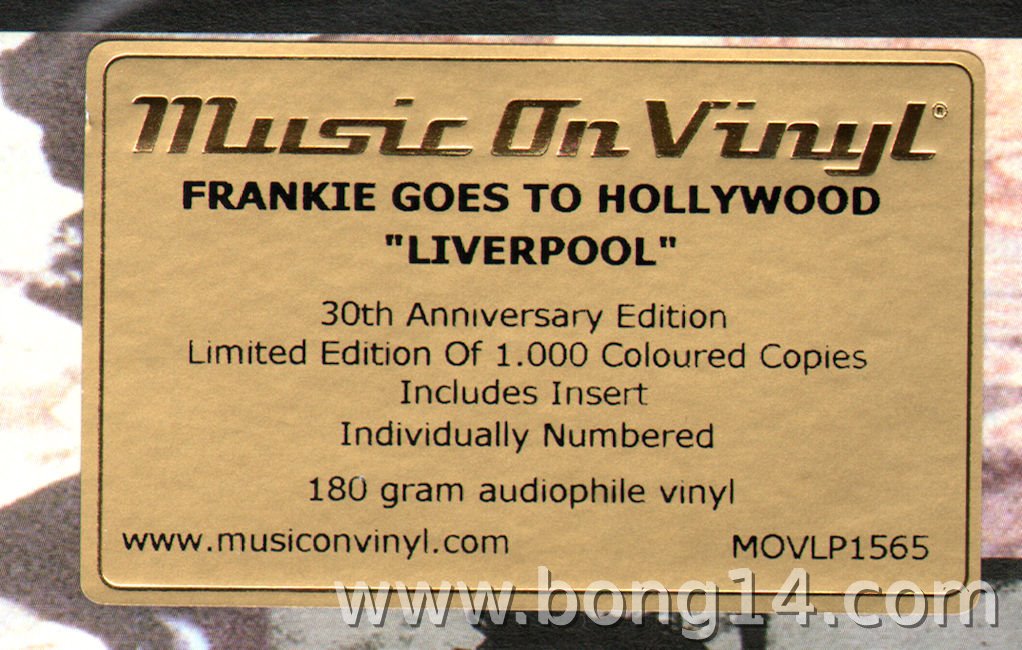 Music On Vinyl®
FRANKIE GOES TO HOLLYWOOD
"LIVERPOOL"
30th Anniversary Edition
Limited Edition Of 1.000 Coloured Copies
Includes Insert
Individually Numbered
180 gram audiophile vinyl
www.musiconvinyl.com MOVLP1565
www.bong14.com